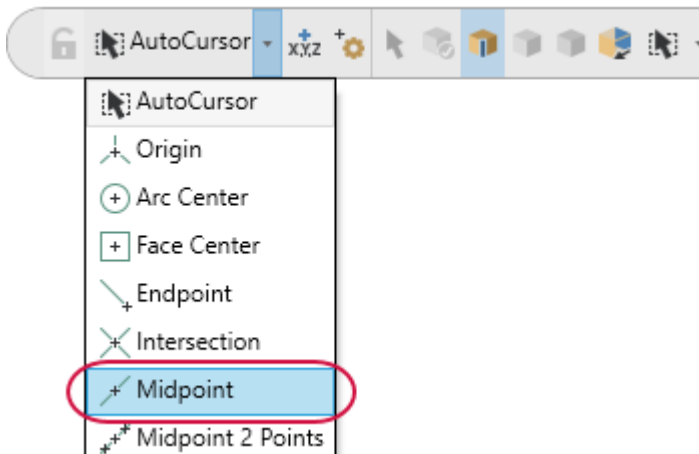 AutoCursor
X,Y,Z
AutoCursor
Origin
Arc Center
Face Center
Endpoint
Intersection
Midpoint
Midpoint 2 Points